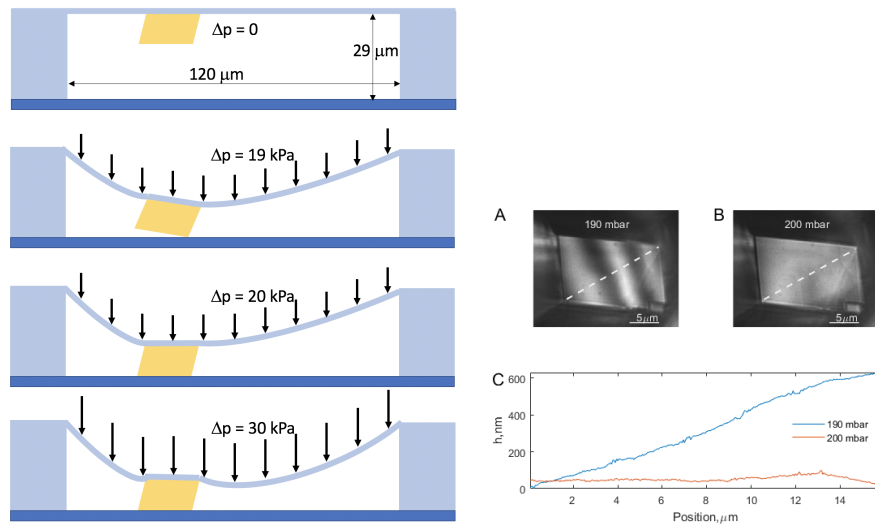 Δp = 0
29 μm
120 μm
Δp = 19 kPa
Δp = 20 kPa
Δp = 30 kPa
A
190 mbar
5μm
B
200 mbar
5μm
C
600
400
200
0
h,nm
190 mbar
200 mbar
2 4 6 8 10 12 14
Position,μm